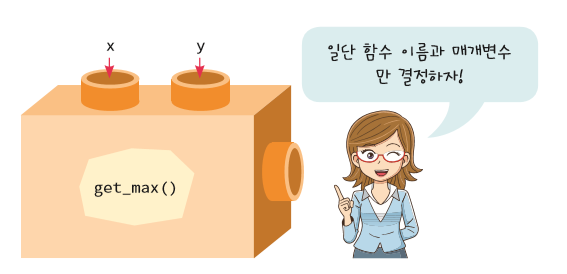 x
y
일단 함수 이름과 매개변수
만 결정하자!
get_max()